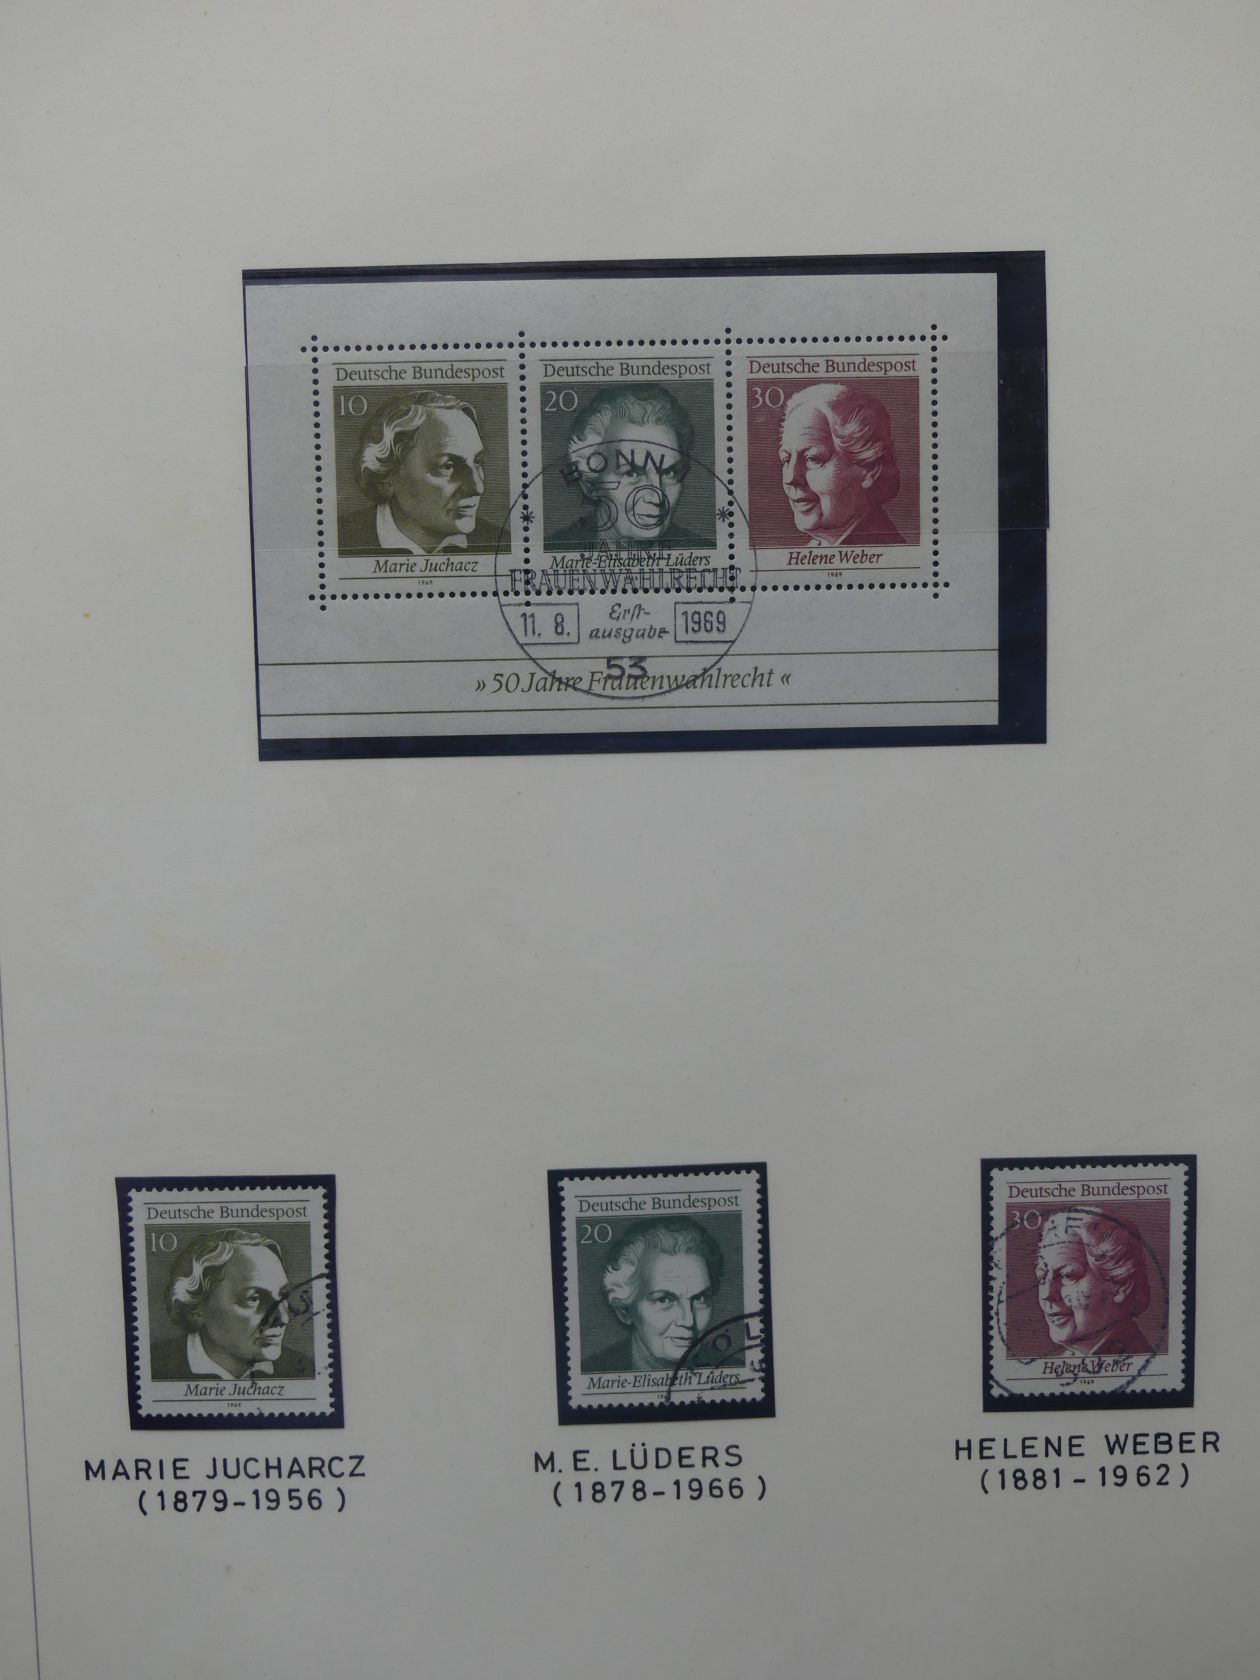 Deutsche Bundespost
10
Marie Juchacz
1969
Deutsche Bundespost
20
Marie-Elisabeth Lüders
Deutsche Bundespost
30
Helene Weber
1969
BONN
50
JAHRE
FRAUENWAHLRECHT
11. 8. Erst- 1969
ausgabe
53
» 50 Jahre Frauenwahlrecht «
Deutsche Bundespost
10
Marie Juchacz
1969
Deutsche Bundespost
20
Marie-Elisabeth Lüders
Deutsche Bundespost
30
Helene Weber
1969
MARIE JUCHARCZ
(1879-1956)
M. E. LÜDERS
(1878-1966)
HELENE WEBER
(1881-1962)